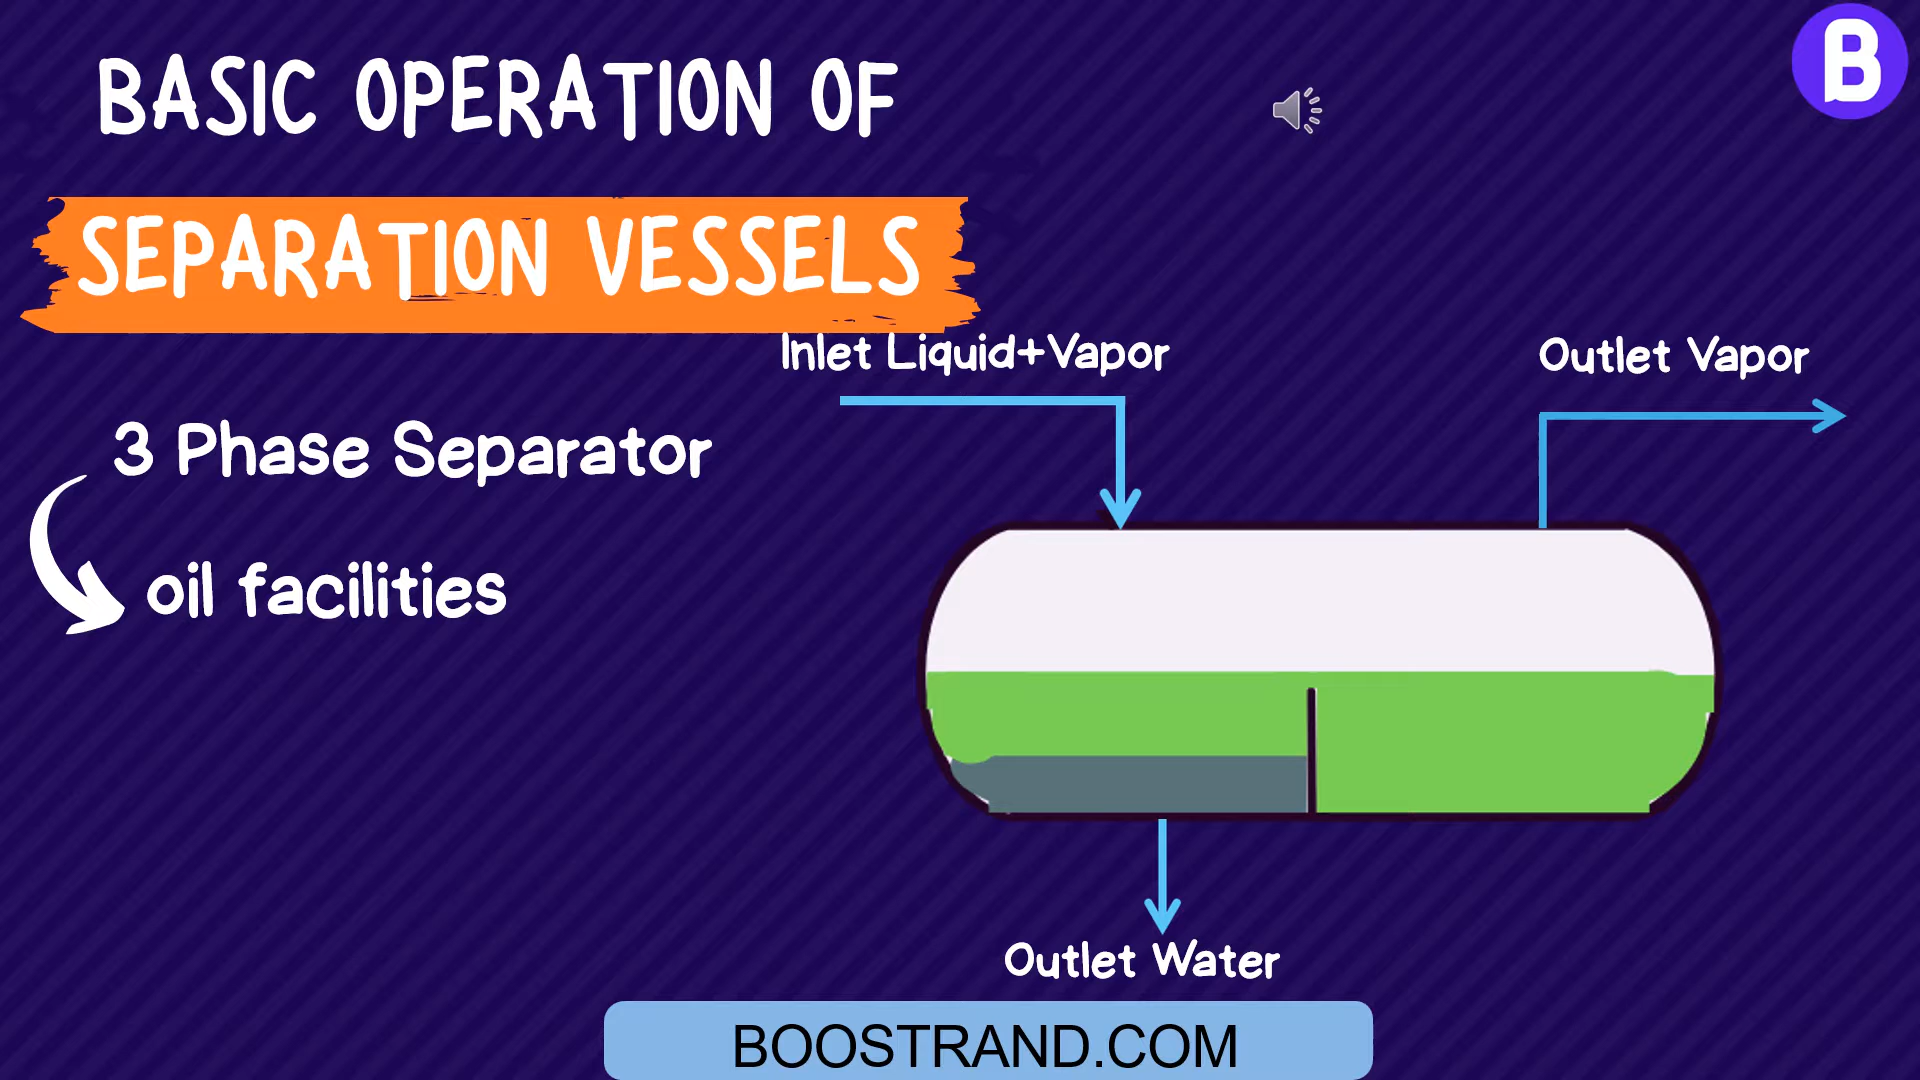 B
BASIC OPERATION OF
SEPARATION VESSELS
Inlet Liquid+Vapor
Outlet Vapor
3 Phase Separator
oil facilities
Outlet Water
BOOSTRAND.COM